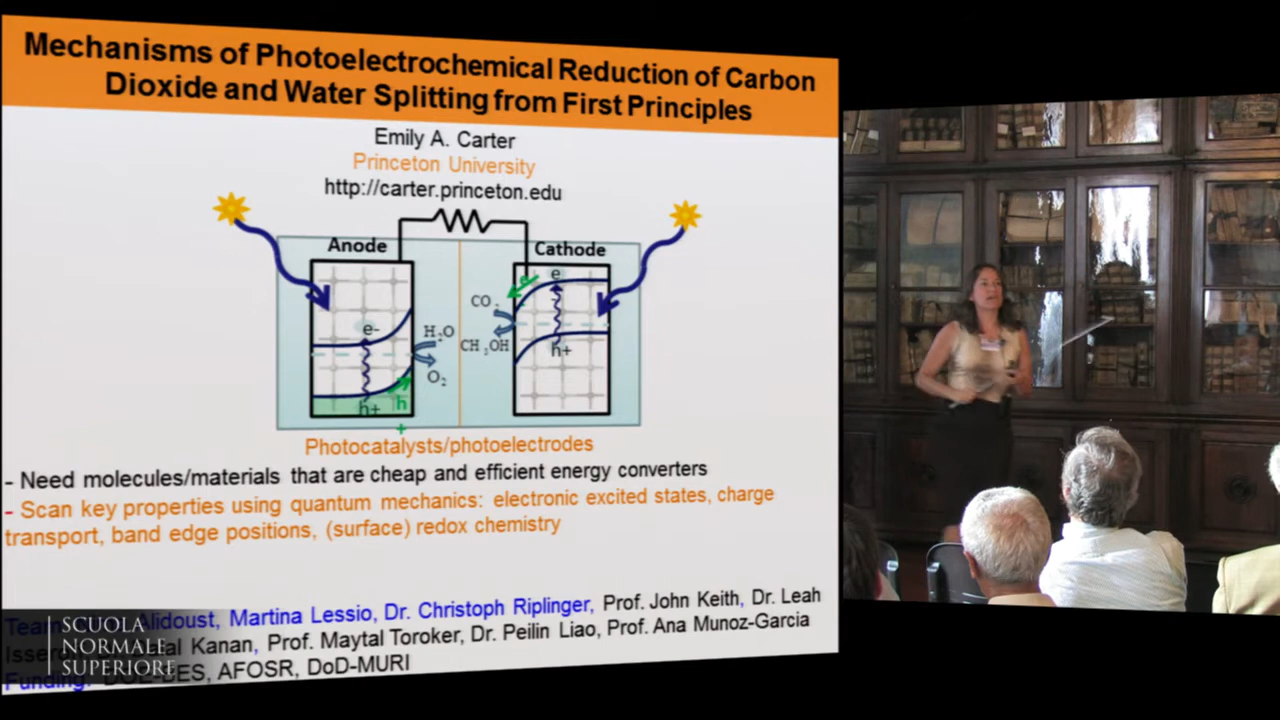 Mechanisms of Photoelectrochemical Reduction of Carbon
Dioxide and Water Splitting from First Principles
Emily A. Carter
Princeton University
http://carter.princeton.edu
Anode
Cathode
e-
h+
h
+
H₂O
O₂
CO₂
CH₃OH
e
e
h+
Photocatalysts/photoelectrodes
- Need molecules/materials that are cheap and efficient energy converters
- Scan key properties using quantum mechanics: electronic excited states, charge
transport, band edge positions, (surface) redox chemistry
Team Alidoust, Martina Lessio, Dr. Christoph Riplinger, Prof. John Keith, Dr. Leah
Kanan, Prof. Maytal Toroker, Dr. Peilin Liao, Prof. Ana Munoz-Garcia
Funding: DOE-BES, AFOSR, DoD-MURI
SCUOLA
NORMALE
SUPERIORE